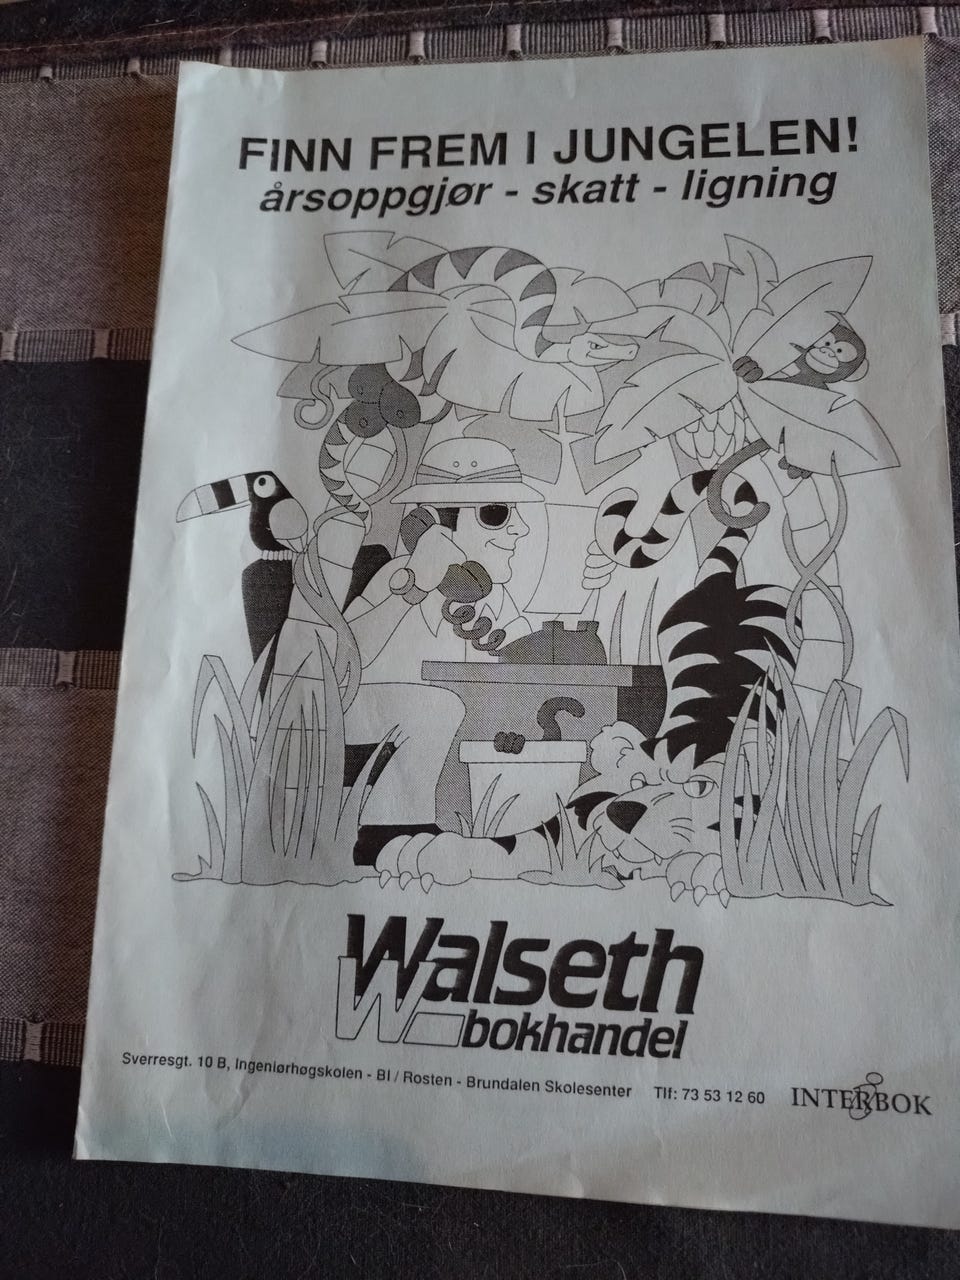 FINN FREM I JUNGELEN!
årsoppgjør - skatt - ligning
Walseth
W bokhandel
Sverresgt. 10 B, Ingeniørhøgskolen - BI / Rosten - Brundalen Skolesenter Tlf: 73 53 12 60 INTERBOK